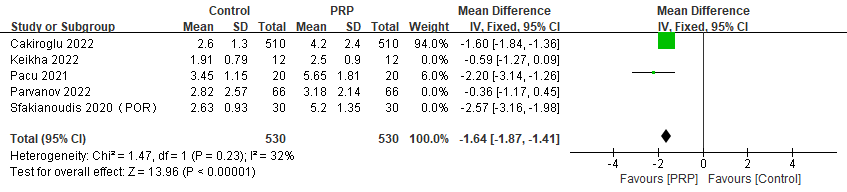 Control PRP Mean Difference Mean Difference
Study or Subgroup Mean SD Total Mean SD Total Weight IV, Fixed, 95% CI IV, Fixed, 95% CI
Cakiroglu 2022 2.6 1.3 510 4.2 2.4 510 94.0% -1.60 [-1.84, -1.36]
Keikha 2022 1.91 0.79 12 2.5 0.9 12 0.0% -0.59 [-1.27, 0.09]
Pacu 2021 3.45 1.15 20 5.65 1.81 20 6.0% -2.20 [-3.14, -1.26]
Parvanov 2022 2.82 2.57 66 3.18 2.14 66 0.0% -0.36 [-1.17, 0.45]
Sfakianoudis 2020 (POR) 2.63 0.93 30 5.2 1.35 30 0.0% -2.57 [-3.16, -1.98]
Total (95% CI) 530 530 100.0% -1.64 [-1.87, -1.41]
Heterogeneity: Chi² = 1.47, df = 1 (P = 0.23); I² = 32%
Test for overall effect: Z = 13.96 (P < 0.00001)
-4 -2 0 2 4
Favours [PRP] Favours [Control]